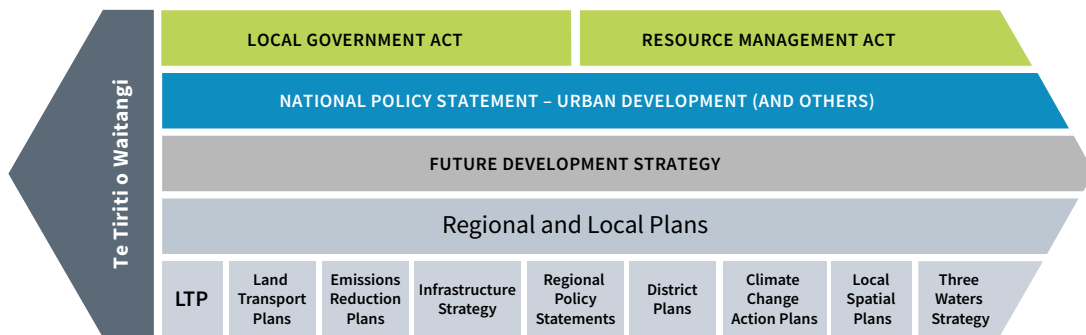 Te Tiriti o Waitangi
LOCAL GOVERNMENT ACT
RESOURCE MANAGEMENT ACT
NATIONAL POLICY STATEMENT – URBAN DEVELOPMENT (AND OTHERS)
FUTURE DEVELOPMENT STRATEGY
Regional and Local Plans
LTP
Land
Transport
Plans
Emissions
Reduction
Plans
Infrastructure
Strategy
Regional
Policy
Statements
District
Plans
Climate
Change
Action Plans
Local
Spatial
Plans
Three
Waters
Strategy